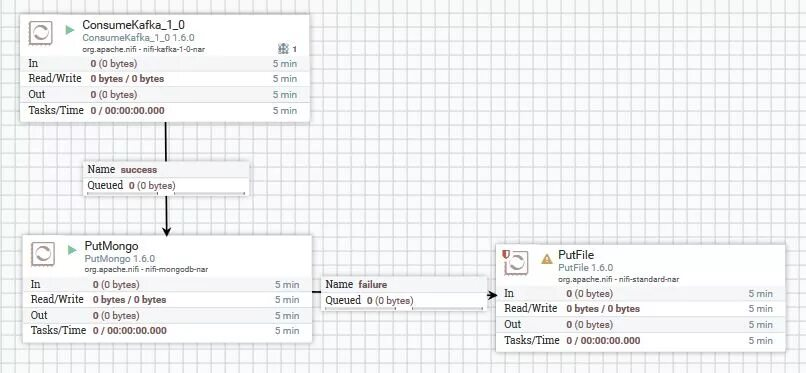 ConsumeKafka_1_0
ConsumeKafka_1_0 1.6.0
org.apache.nifi - nifi-kafka-1-0-nar
1
In 0 (0 bytes) 5 min
Read/Write 0 bytes / 0 bytes 5 min
Out 0 (0 bytes) 5 min
Tasks/Time 0 / 00:00:00.000 5 min
Name success
Queued 0 (0 bytes)
PutMongo
PutMongo 1.6.0
org.apache.nifi - nifi-mongodb-nar
In 0 (0 bytes) 5 min
Read/Write 0 bytes / 0 bytes 5 min
Out 0 (0 bytes) 5 min
Tasks/Time 0 / 00:00:00.000 5 min
Name failure
Queued 0 (0 bytes)
PutFile
PutFile 1.6.0
org.apache.nifi - nifi-standard-nar
In 0 (0 bytes) 5 min
Read/Write 0 bytes / 0 bytes 5 min
Out 0 (0 bytes) 5 min
Tasks/Time 0 / 00:00:00.000 5 min